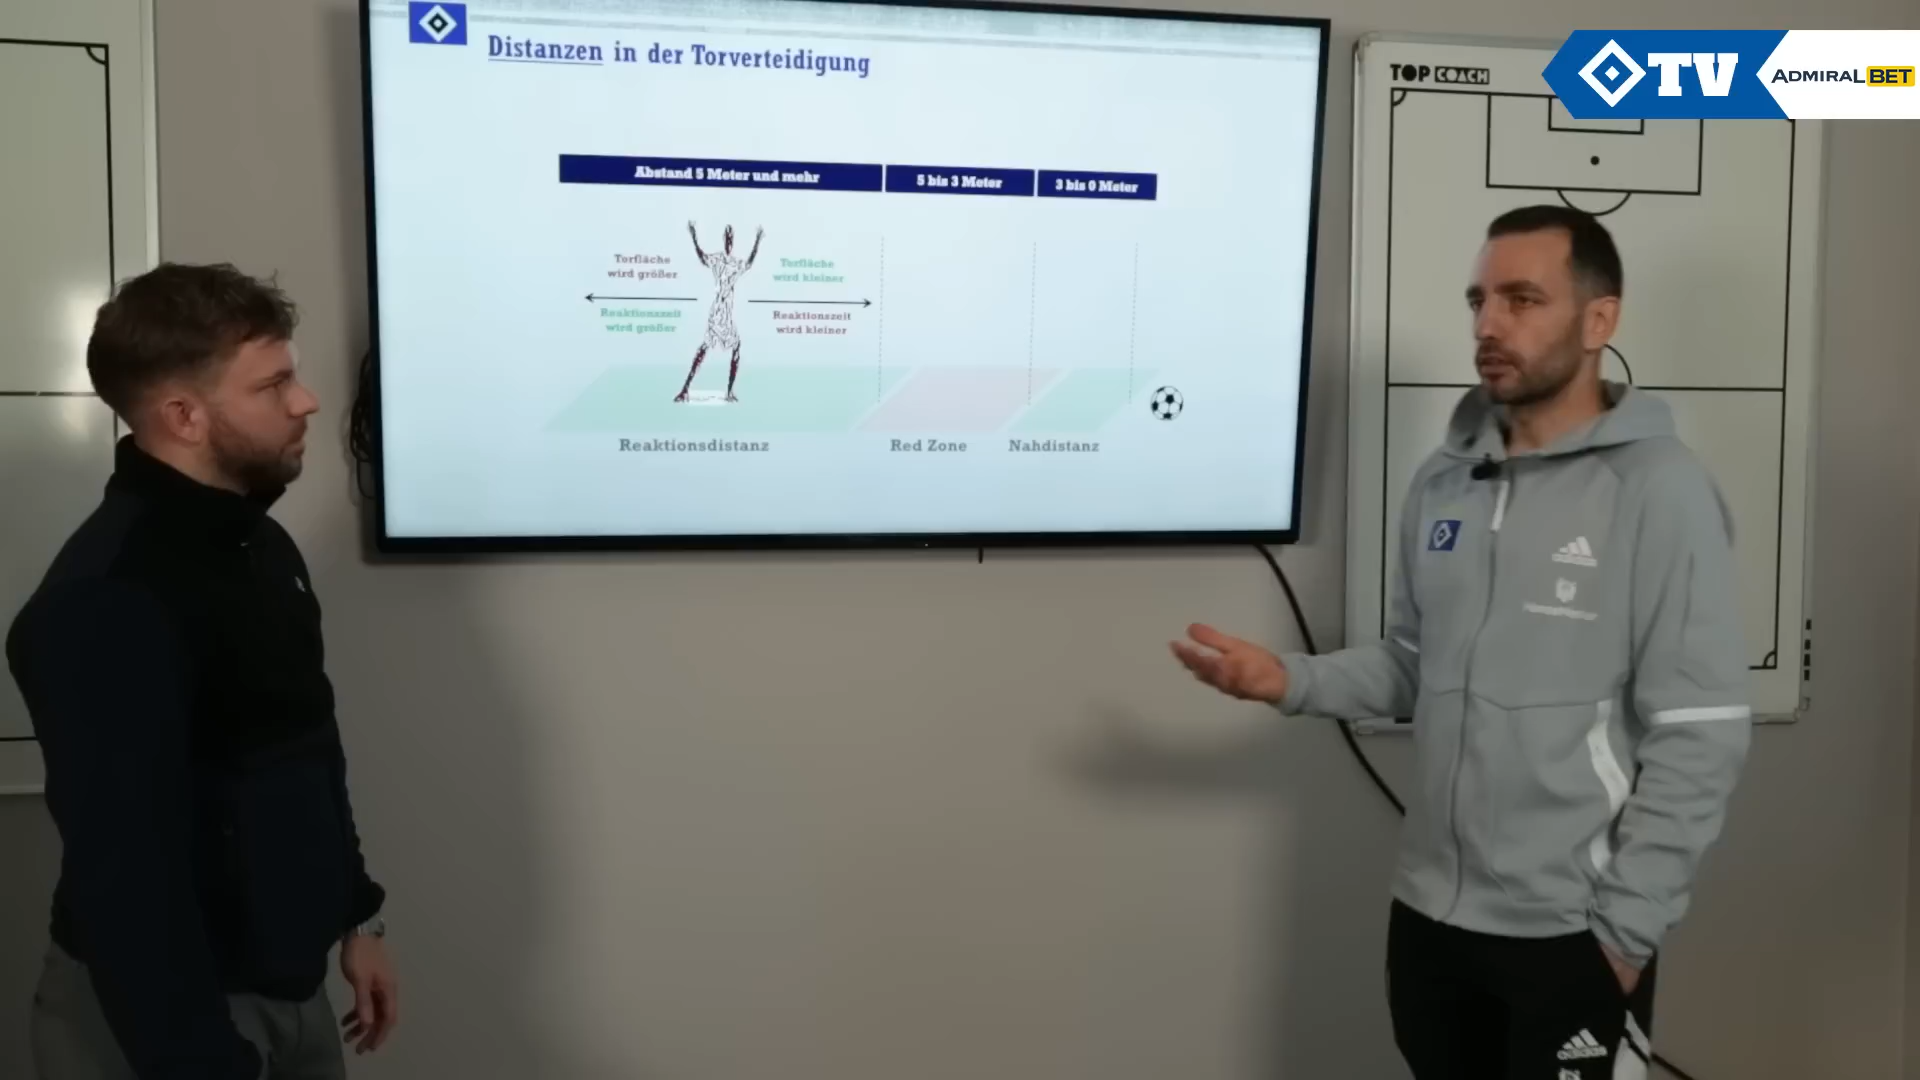 Distanzen in der Torverteidigung
TOP COACH
TV
ADMIRALBET
Abstand 5 Meter und mehr
5 bis 3 Meter
3 bis 0 Meter
Torfläche
wird größer
Torfläche
wird kleiner
Reaktionszeit
wird größer
Reaktionszeit
wird kleiner
Reaktionsdistanz
Red Zone
Nahdistanz
adidas